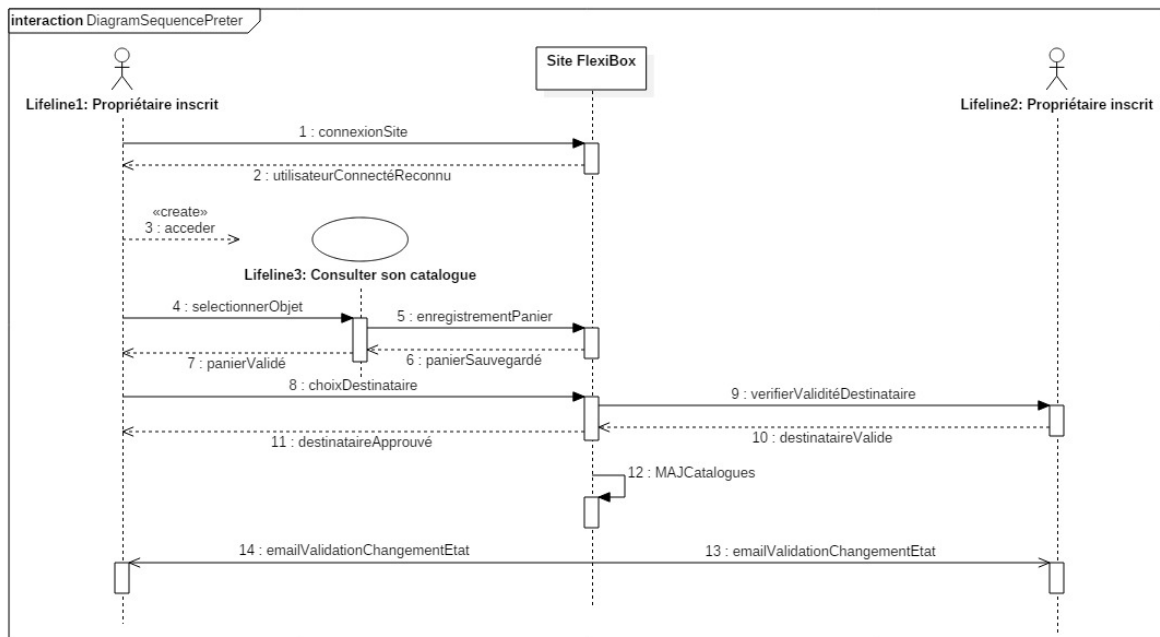 interaction DiagramSequencePreter
Site FlexiBox
Lifeline1: Propriétaire inscrit
Lifeline2: Propriétaire inscrit
1 : connexionSite
2 : utilisateurConnectéReconnu
«create»
3 : acceder
Lifeline3: Consulter son catalogue
4 : selectionnerObjet
5 : enregistrementPanier
6 : panierSauvegardé
7 : panierValidé
8 : choixDestinataire
9 : verifierValiditéDestinataire
10 : destinataireValide
11 : destinataireApprouvé
12 : MAJCatalogues
14 : emailValidationChangementEtat
13 : emailValidationChangementEtat